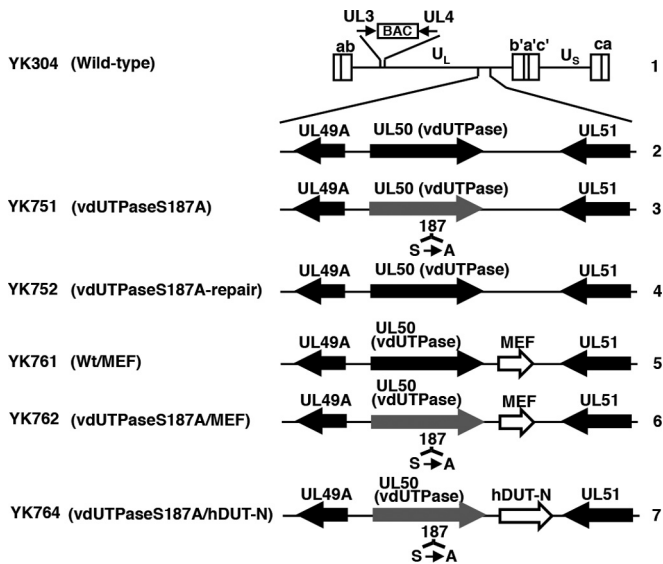 UL3 UL4
BAC
ab b'a'c' ca
YK304 (Wild-type) UL US 1
UL49A UL50 (vdUTPase) UL51
2
UL49A UL50 (vdUTPase) UL51
YK751 (vdUTPaseS187A) 3
187
S A
UL49A UL50 (vdUTPase) UL51
YK752 (vdUTPaseS187A-repair) 4
UL49A UL50 (vdUTPase) MEF UL51
YK761 (Wt/MEF) 5
UL49A UL50 (vdUTPase) MEF UL51
YK762 (vdUTPaseS187A/MEF) 6
187
S A
UL49A UL50 (vdUTPase) hDUT-N UL51
YK764 (vdUTPaseS187A/hDUT-N) 7
187
S A